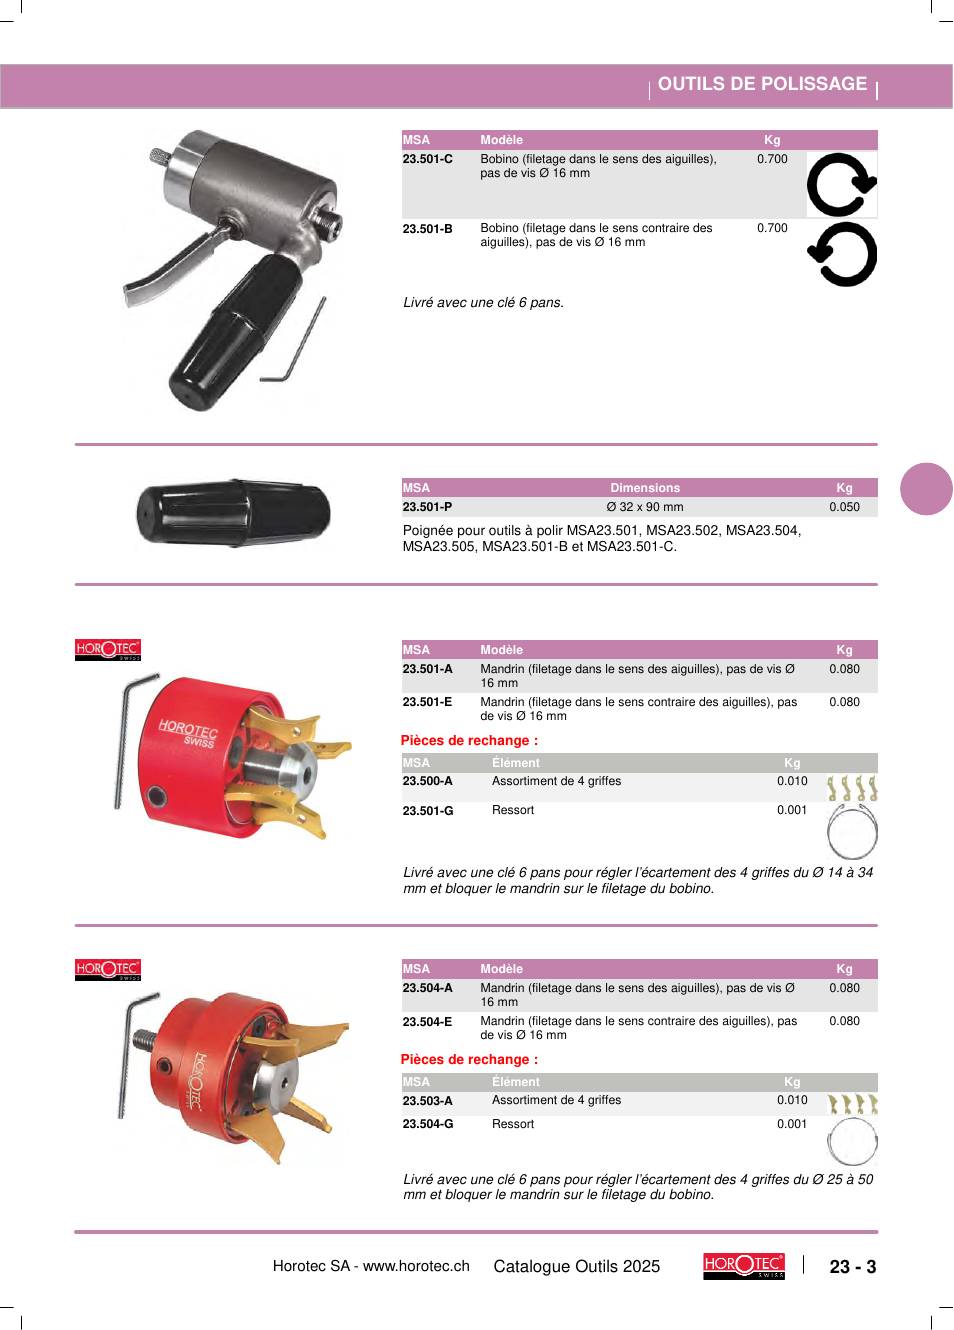 OUTILS DE POLISSAGE
MSA Modèle Kg
23.501-C Bobino (filetage dans le sens des aiguilles), 0.700
pas de vis Ø 16 mm
23.501-B Bobino (filetage dans le sens contraire des 0.700
aiguilles), pas de vis Ø 16 mm
Livré avec une clé 6 pans.
MSA Dimensions Kg
23.501-P Ø 32 x 90 mm 0.050
Poignée pour outils à polir MSA23.501, MSA23.502, MSA23.504,
MSA23.505, MSA23.501-B et MSA23.501-C.
HOROTEC
SWISS
HOROTEC
SWISS
MSA Modèle Kg
23.501-A Mandrin (filetage dans le sens des aiguilles), pas de vis Ø 0.080
16 mm
23.501-E Mandrin (filetage dans le sens contraire des aiguilles), pas 0.080
de vis Ø 16 mm
Pièces de rechange :
MSA Élément Kg
23.500-A Assortiment de 4 griffes 0.010
23.501-G Ressort 0.001
Livré avec une clé 6 pans pour régler l'écartement des 4 griffes du Ø 14 à 34
mm et bloquer le mandrin sur le filetage du bobino.
HOROTEC
SWISS
HOROTEC
SWISS
MSA Modèle Kg
23.504-A Mandrin (filetage dans le sens des aiguilles), pas de vis Ø 0.080
16 mm
23.504-E Mandrin (filetage dans le sens contraire des aiguilles), pas 0.080
de vis Ø 16 mm
Pièces de rechange :
MSA Élément Kg
23.503-A Assortiment de 4 griffes 0.010
23.504-G Ressort 0.001
Livré avec une clé 6 pans pour régler l'écartement des 4 griffes du Ø 25 à 50
mm et bloquer le mandrin sur le filetage du bobino.
Horotec SA - www.horotec.ch Catalogue Outils 2025 HOROTEC SWISS 23 - 3